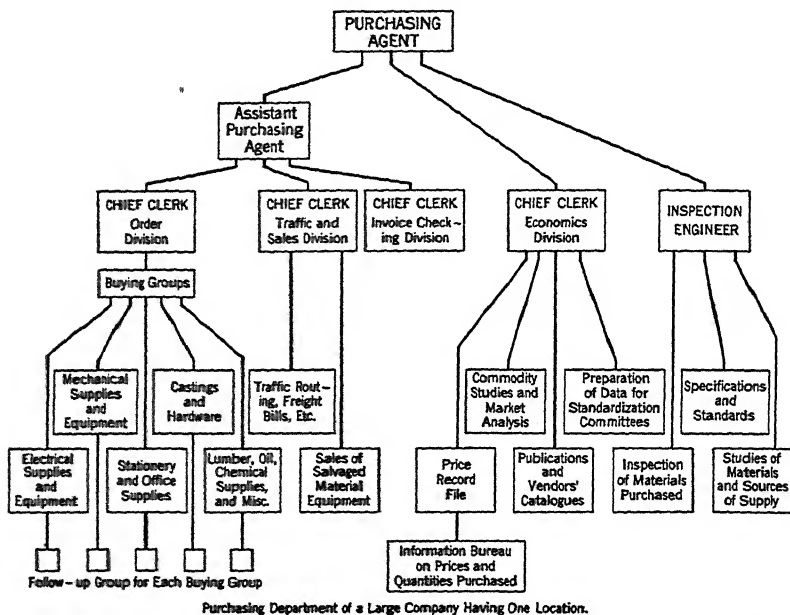 PURCHASING
AGENT
Assistant
Purchasing
Agent
CHIEF CLERK
Order
Division
CHIEF CLERK
Traffic and
Sales Division
CHIEF CLERK
Invoice Check-
ing Division
CHIEF CLERK
Economics
Division
INSPECTION
ENGINEER
Buying Groups
Mechanical
Supplies
and
Equipment
Castings
and
Hardware
Traffic Rout-
ing, Freight
Bills, Etc.
Commodity
Studies and
Market
Analysis
Preparation
of Data for
Standardization
Committees
Specifications
and
Standards
Electrical
Supplies
and
Equipment
Stationery
and Office
Supplies
Lumber, Oil,
Chemical
Supplies,
and Misc.
Sales of
Salvaged
Material
Equipment
Price
Record
File
Publications
and
Vendors'
Catalogues
Inspection
of Materials
Purchased
Studies of
Materials
and Sources
of Supply
Information Bureau
on Prices and
Quantities Purchased
Follow-up Group for Each Buying Group
Purchasing Department of a Large Company Having One Location.